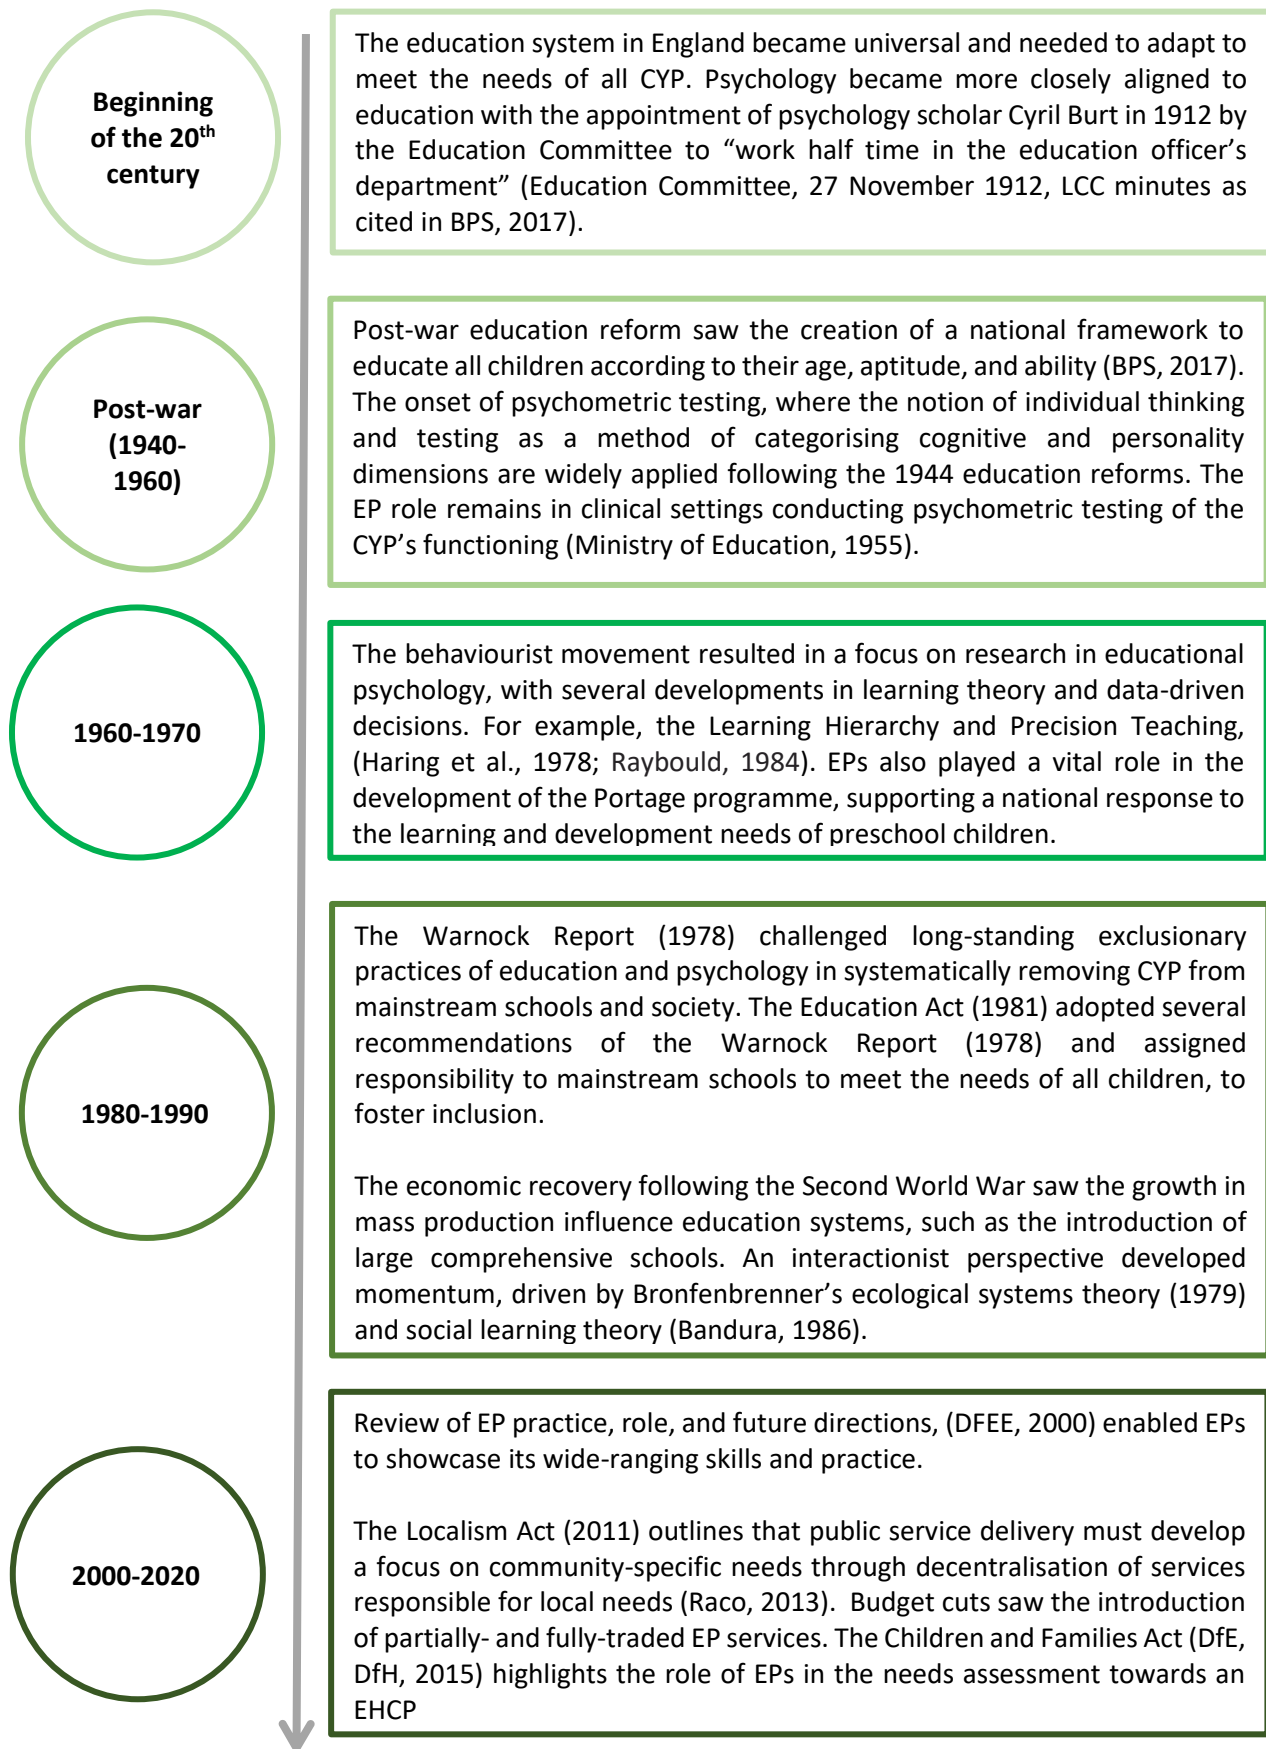 Beginning
of the 20th
century
The education system in England became universal and needed to adapt to
meet the needs of all CYP. Psychology became more closely aligned to
education with the appointment of psychology scholar Cyril Burt in 1912 by
the Education Committee to “work half time in the education officer’s
department” (Education Committee, 27 November 1912, LCC minutes as
cited in BPS, 2017).
Post-war
(1940-
1960)
Post-war education reform saw the creation of a national framework to
educate all children according to their age, aptitude, and ability (BPS, 2017).
The onset of psychometric testing, where the notion of individual thinking
and testing as a method of categorising cognitive and personality
dimensions are widely applied following the 1944 education reforms. The
EP role remains in clinical settings conducting psychometric testing of the
CYP’s functioning (Ministry of Education, 1955).
1960-1970
The behaviourist movement resulted in a focus on research in educational
psychology, with several developments in learning theory and data-driven
decisions. For example, the Learning Hierarchy and Precision Teaching,
(Haring et al., 1978; Raybould, 1984). EPs also played a vital role in the
development of the Portage programme, supporting a national response to
the learning and development needs of preschool children.
1980-1990
The Warnock Report (1978) challenged long-standing exclusionary
practices of education and psychology in systematically removing CYP from
mainstream schools and society. The Education Act (1981) adopted several
recommendations of the Warnock Report (1978) and assigned
responsibility to mainstream schools to meet the needs of all children, to
foster inclusion.
The economic recovery following the Second World War saw the growth in
mass production influence education systems, such as the introduction of
large comprehensive schools. An interactionist perspective developed
momentum, driven by Bronfenbrenner’s ecological systems theory (1979)
and social learning theory (Bandura, 1986).
2000-2020
Review of EP practice, role, and future directions, (DFEE, 2000) enabled EPs
to showcase its wide-ranging skills and practice.
The Localism Act (2011) outlines that public service delivery must develop
a focus on community-specific needs through decentralisation of services
responsible for local needs (Raco, 2013).  Budget cuts saw the introduction
of partially- and fully-traded EP services. The Children and Families Act (DfE,
DfH, 2015) highlights the role of EPs in the needs assessment towards an
EHCP